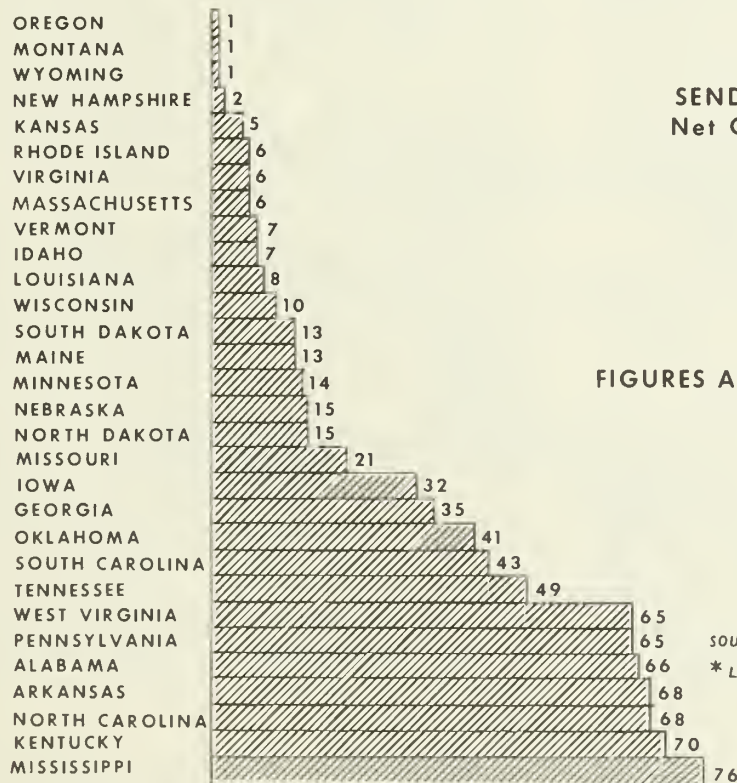 OREGON 1
MONTANA 1
WYOMING 1
NEW HAMPSHIRE 2
KANSAS 5
RHODE ISLAND 6
VIRGINIA 6
MASSACHUSETTS 6
VERMONT 7
IDAHO 7
LOUISIANA 8
WISCONSIN 10
SOUTH DAKOTA 13
MAINE 13
MINNESOTA 14
NEBRASKA 15
NORTH DAKOTA 15
MISSOURI 21
IOWA 32
GEORGIA 35
OKLAHOMA 41
SOUTH CAROLINA 43
TENNESSEE 49
WEST VIRGINIA 65
PENNSYLVANIA 65
ALABAMA 66
ARKANSAS 68
NORTH CAROLINA 68
KENTUCKY 70
MISSISSIPPI 76
SEND
Net
FIGURES A
SOU
* L